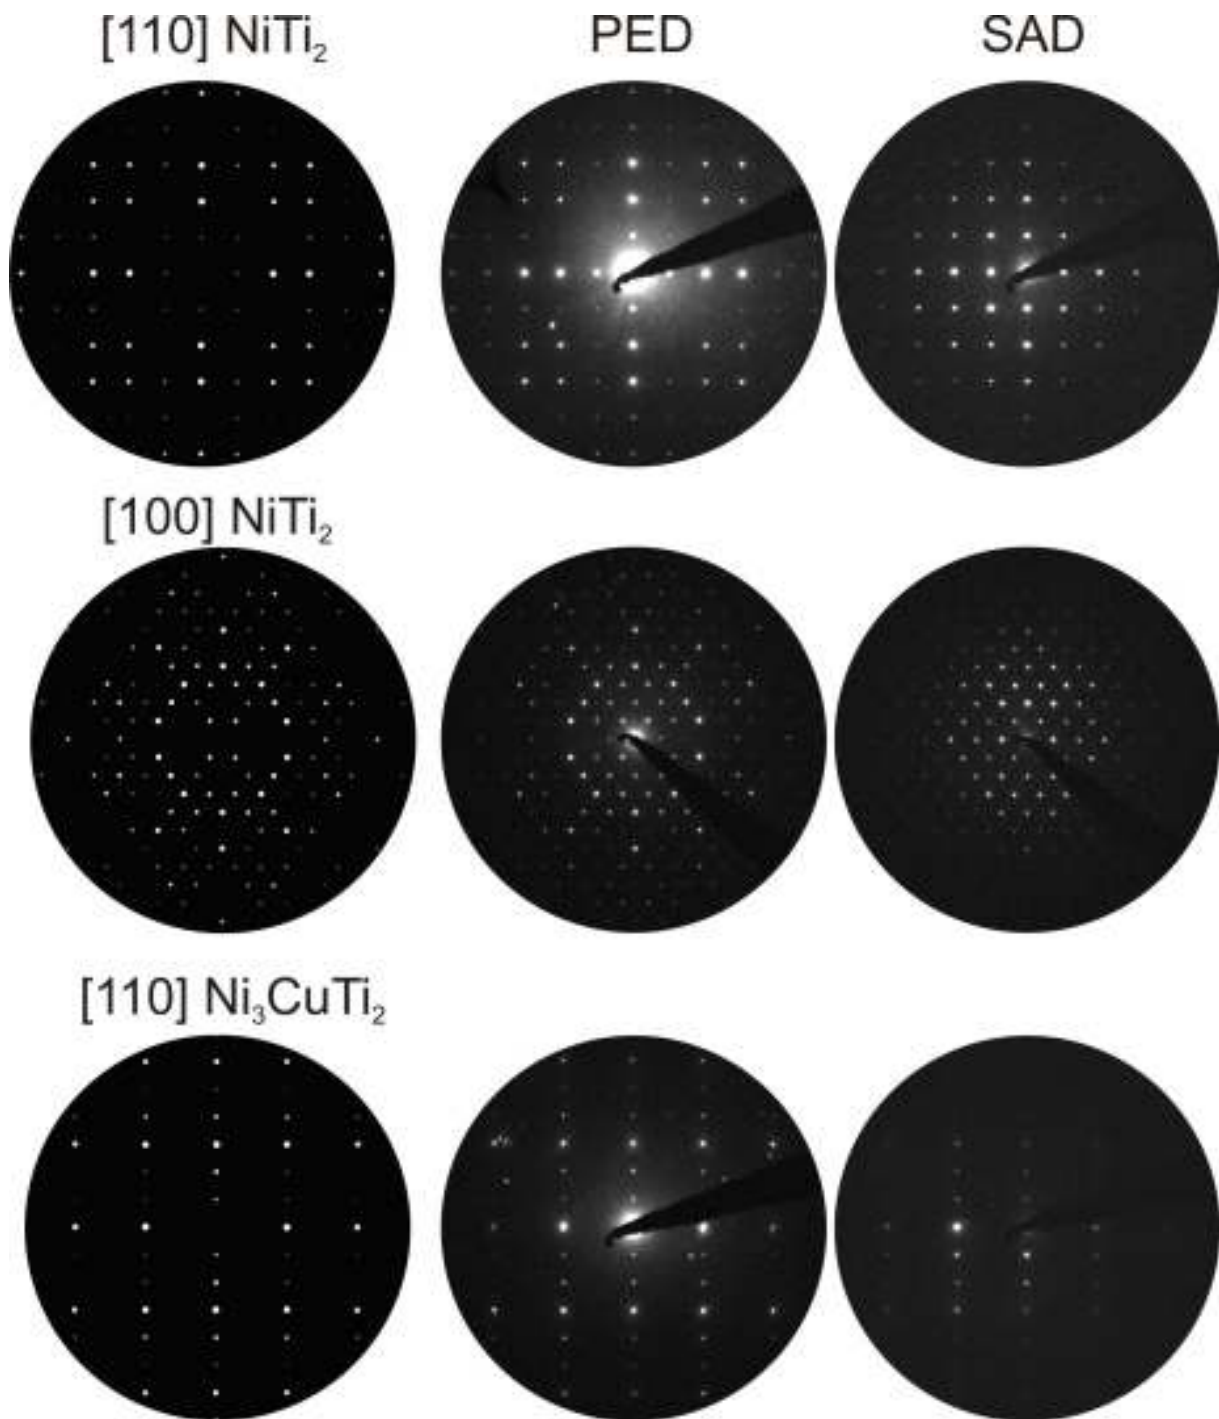 [110] NiTi₂ PED SAD
[100] NiTi₂
[110] Ni₃CuTi₂